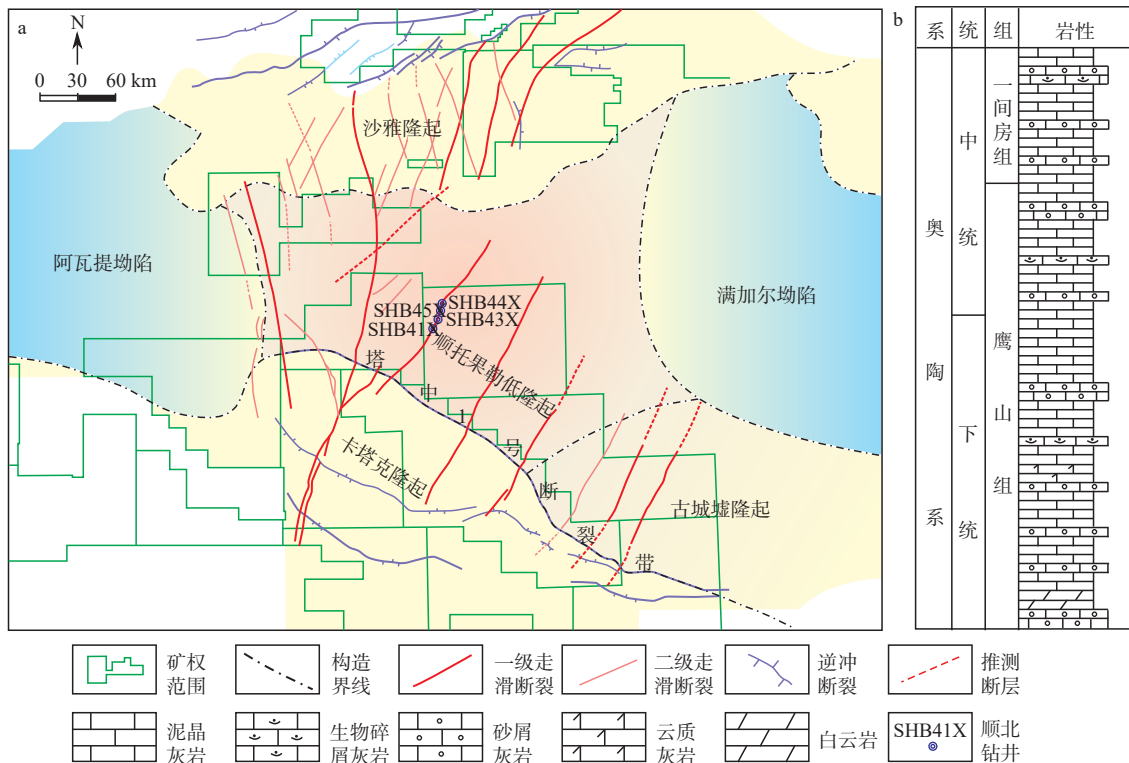 a
N
0 30 60 km
沙雅隆起
阿瓦提坳陷
满加尔坳陷
SHB44X
SHB45X
SHB43X
SHB41X
顺托果勒低隆起
塔中1号断裂带
卡塔克隆起
古城墟隆起
b
系 统 组 岩性
奥陶系
中统
下统
一间房组
鹰山组
矿权范围
构造界线
一级走滑断裂
二级走滑断裂
逆冲断裂
推测断层
泥晶灰岩
生物碎屑灰岩
砂屑灰岩
云质灰岩
白云岩
SHB41X
顺北钻井